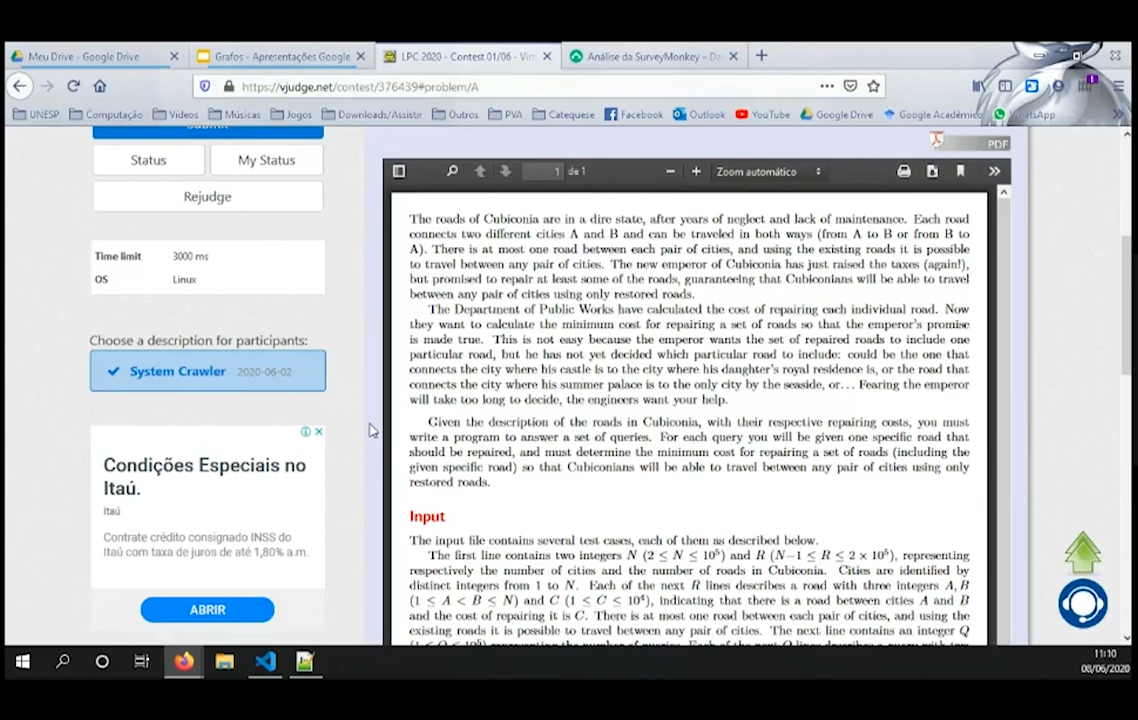 Meu Drive - Google Drive
Grafos - Apresentações Google
LPC 2020 - Contest 01/06 - Vir
Análise da SurveyMonkey – Da
https://vjudge.net/contest/376439#problem/A
UNESP
Computação
Vídeos
Músicas
Jogos
Downloads/Assistir
Outros
PVA
Catequese
Facebook
Outlook
YouTube
Google Drive
Google Acadêmico
WhatsApp
Submit
Status
My Status
Rejudge
Time limit 3000 ms
OS Linux
Choose a description for participants:
System Crawler 2020-06-02
Condições Especiais no
Itaú.
Itaú
Contrate crédito consignado INSS do
Itaú com taxa de juros de até 1,80% a.m.
ABRIR
PDF
1 de 1
Zoom automático
The roads of Cubiconia are in a dire state, after years of neglect and lack of maintenance. Each road
connects two different cities A and B and can be traveled in both ways (from A to B or from B to
A). There is at most one road between each pair of cities, and using the existing roads it is possible
to travel between any pair of cities. The new emperor of Cubiconia has just raised the taxes (again!),
but promised to repair at least some of the roads, guaranteeing that Cubiconians will be able to travel
between any pair of cities using only restored roads.
The Department of Public Works have calculated the cost of repairing each individual road. Now
they want to calculate the minimum cost for repairing a set of roads so that the emperor's promise
is made true. This is not easy because the emperor wants the set of repaired roads to include one
particular road, but he has not yet decided which particular road to include: could be the one that
connects the city where his castle is to the city where his daughter's royal residence is, or the road that
connects the city where his summer palace is to the only city by the seaside, or... Fearing the emperor
will take too long to decide, the engineers want your help.
Given the description of the roads in Cubiconia, with their respective repairing costs, you must
write a program to answer a set of queries. For each query you will be given one specific road that
should be repaired, and must determine the minimum cost for repairing a set of roads (including the
given specific road) so that Cubiconians will be able to travel between any pair of cities using only
restored roads.
Input
The input file contains several test cases, each of them as described below.
The first line contains two integers N (2 ≤ N ≤ 10⁵) and R (N−1 ≤ R ≤ 2 × 10⁵), representing
respectively the number of cities and the number of roads in Cubiconia. Cities are identified by
distinct integers from 1 to N. Each of the next R lines describes a road with three integers A, B
(1 ≤ A < B ≤ N) and C (1 ≤ C ≤ 10⁴), indicating that there is a road between cities A and B
and the cost of repairing it is C. There is at most one road between each pair of cities, and using the
existing roads it is possible to travel between any pair of cities. The next line contains an integer Q
11:10
08/06/2020